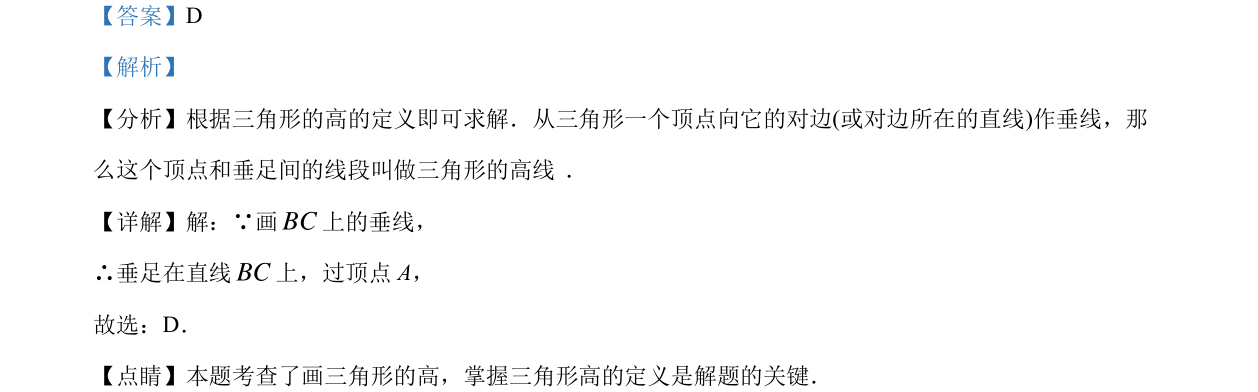 【答案】D
【解析】
【分析】根据三角形的高的定义即可求解．从三角形一个顶点向它的对边(或对边所在的直线)作垂线，那
么这个顶点和垂足间的线段叫做三角形的高线 ．
【详解】解：∵画BC上的垂线，
∴垂足在直线BC上，过顶点A，
故选：D．
【点睛】本题考查了画三角形的高，掌握三角形高的定义是解题的关键．